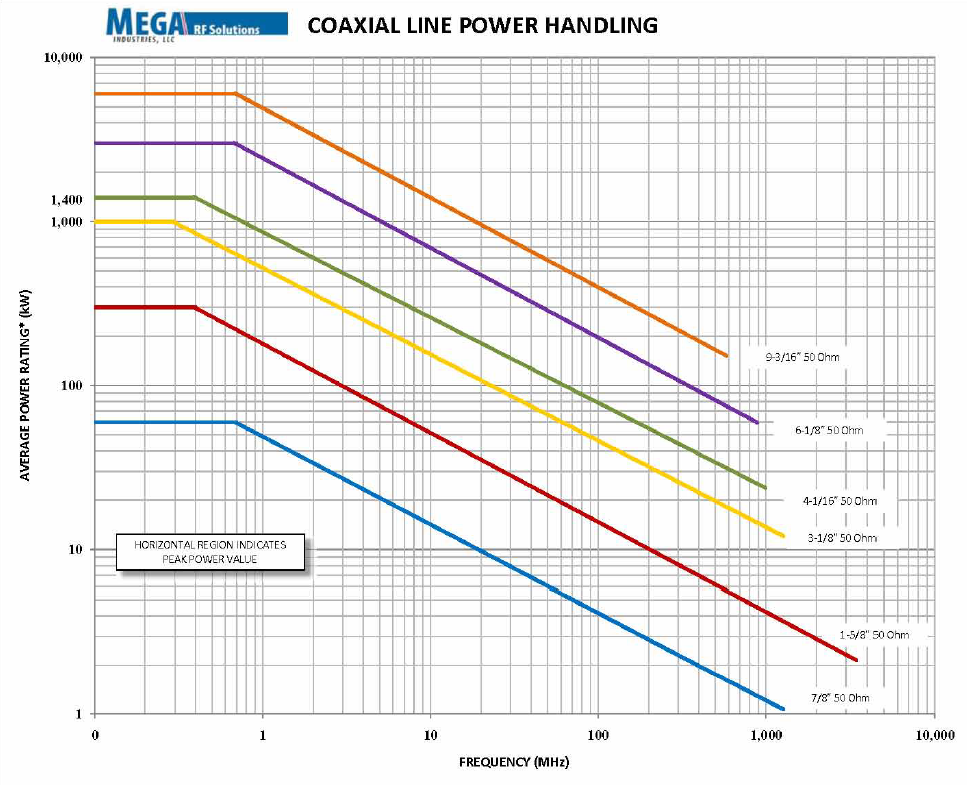 MEGA RF Solutions
INDUSTRIES, LLC
COAXIAL LINE POWER HANDLING
10,000
1,400
1,000
100
10
1
AVERAGE POWER RATING* (kW)
9-3/16" 50 Ohm
6-1/8" 50 Ohm
4-1/16" 50 Ohm
3-1/8" 50 Ohm
1-5/8" 50 Ohm
7/8" 50 Ohm
HORIZONTAL REGION INDICATES
PEAK POWER VALUE
0
1
10
100
1,000
10,000
FREQUENCY (MHz)